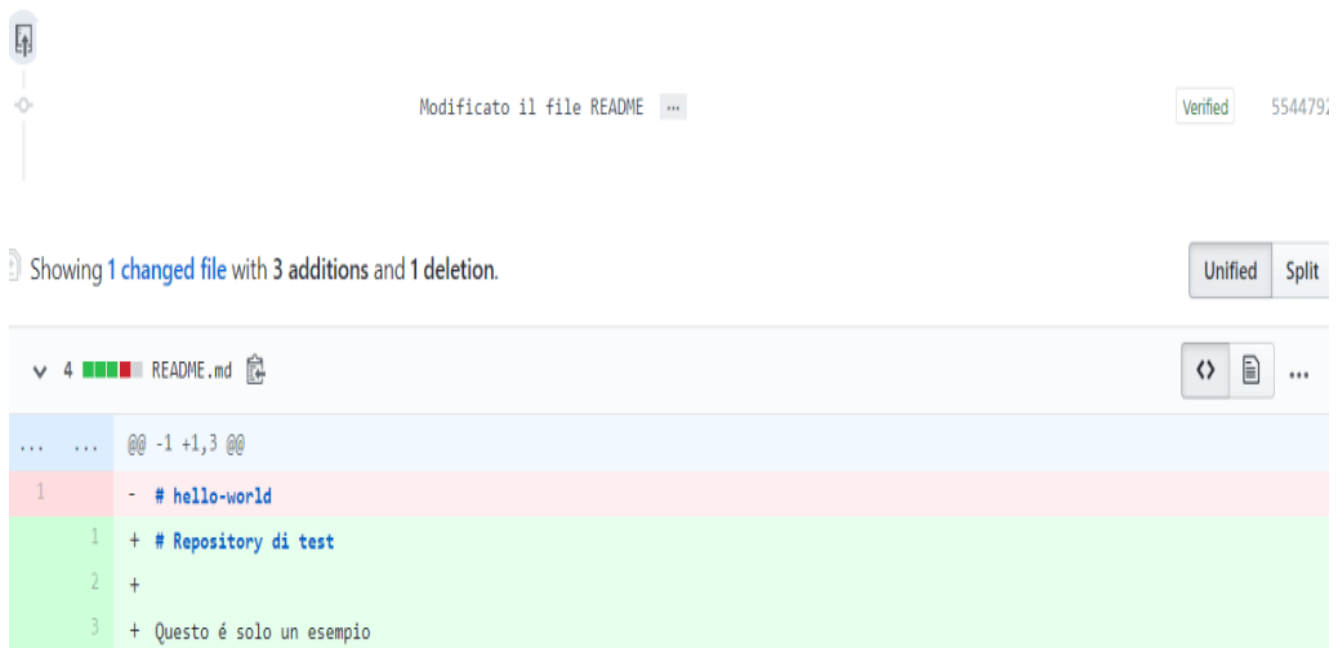 Modificato il file README ...
Verified
5544792
Showing 1 changed file with 3 additions and 1 deletion.
Unified Split
4 README.md
...
... ... @@ -1 +1,3 @@
1 - # hello-world
1 + # Repository di test
2 +
3 + Questo é solo un esempio